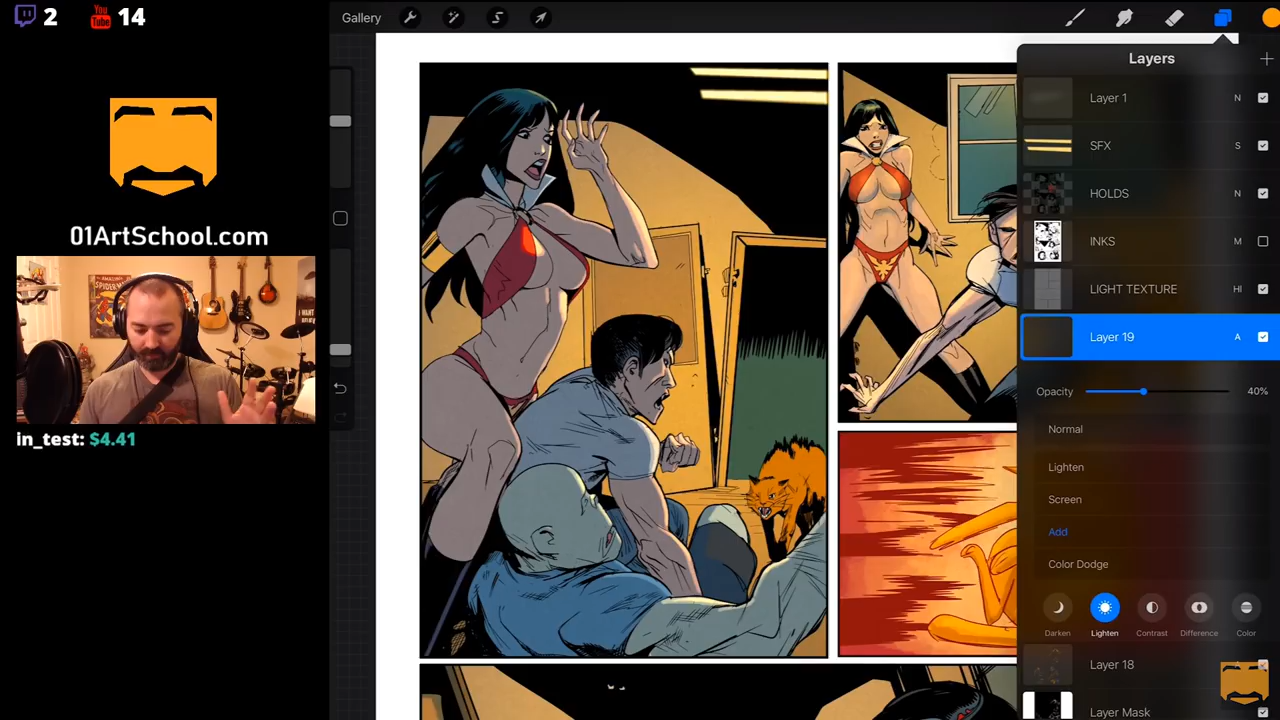 2 YouTube 14
01ArtSchool.com
in_test: $4.41
Gallery
Layers
Layer 1 N
SFX S
HOLDS N
INKS M
LIGHT TEXTURE HI
Layer 19 A
Opacity 40%
Normal
Lighten
Screen
Add
Color Dodge
Darken Lighten Contrast Difference Color
Layer 18
Layer Mask